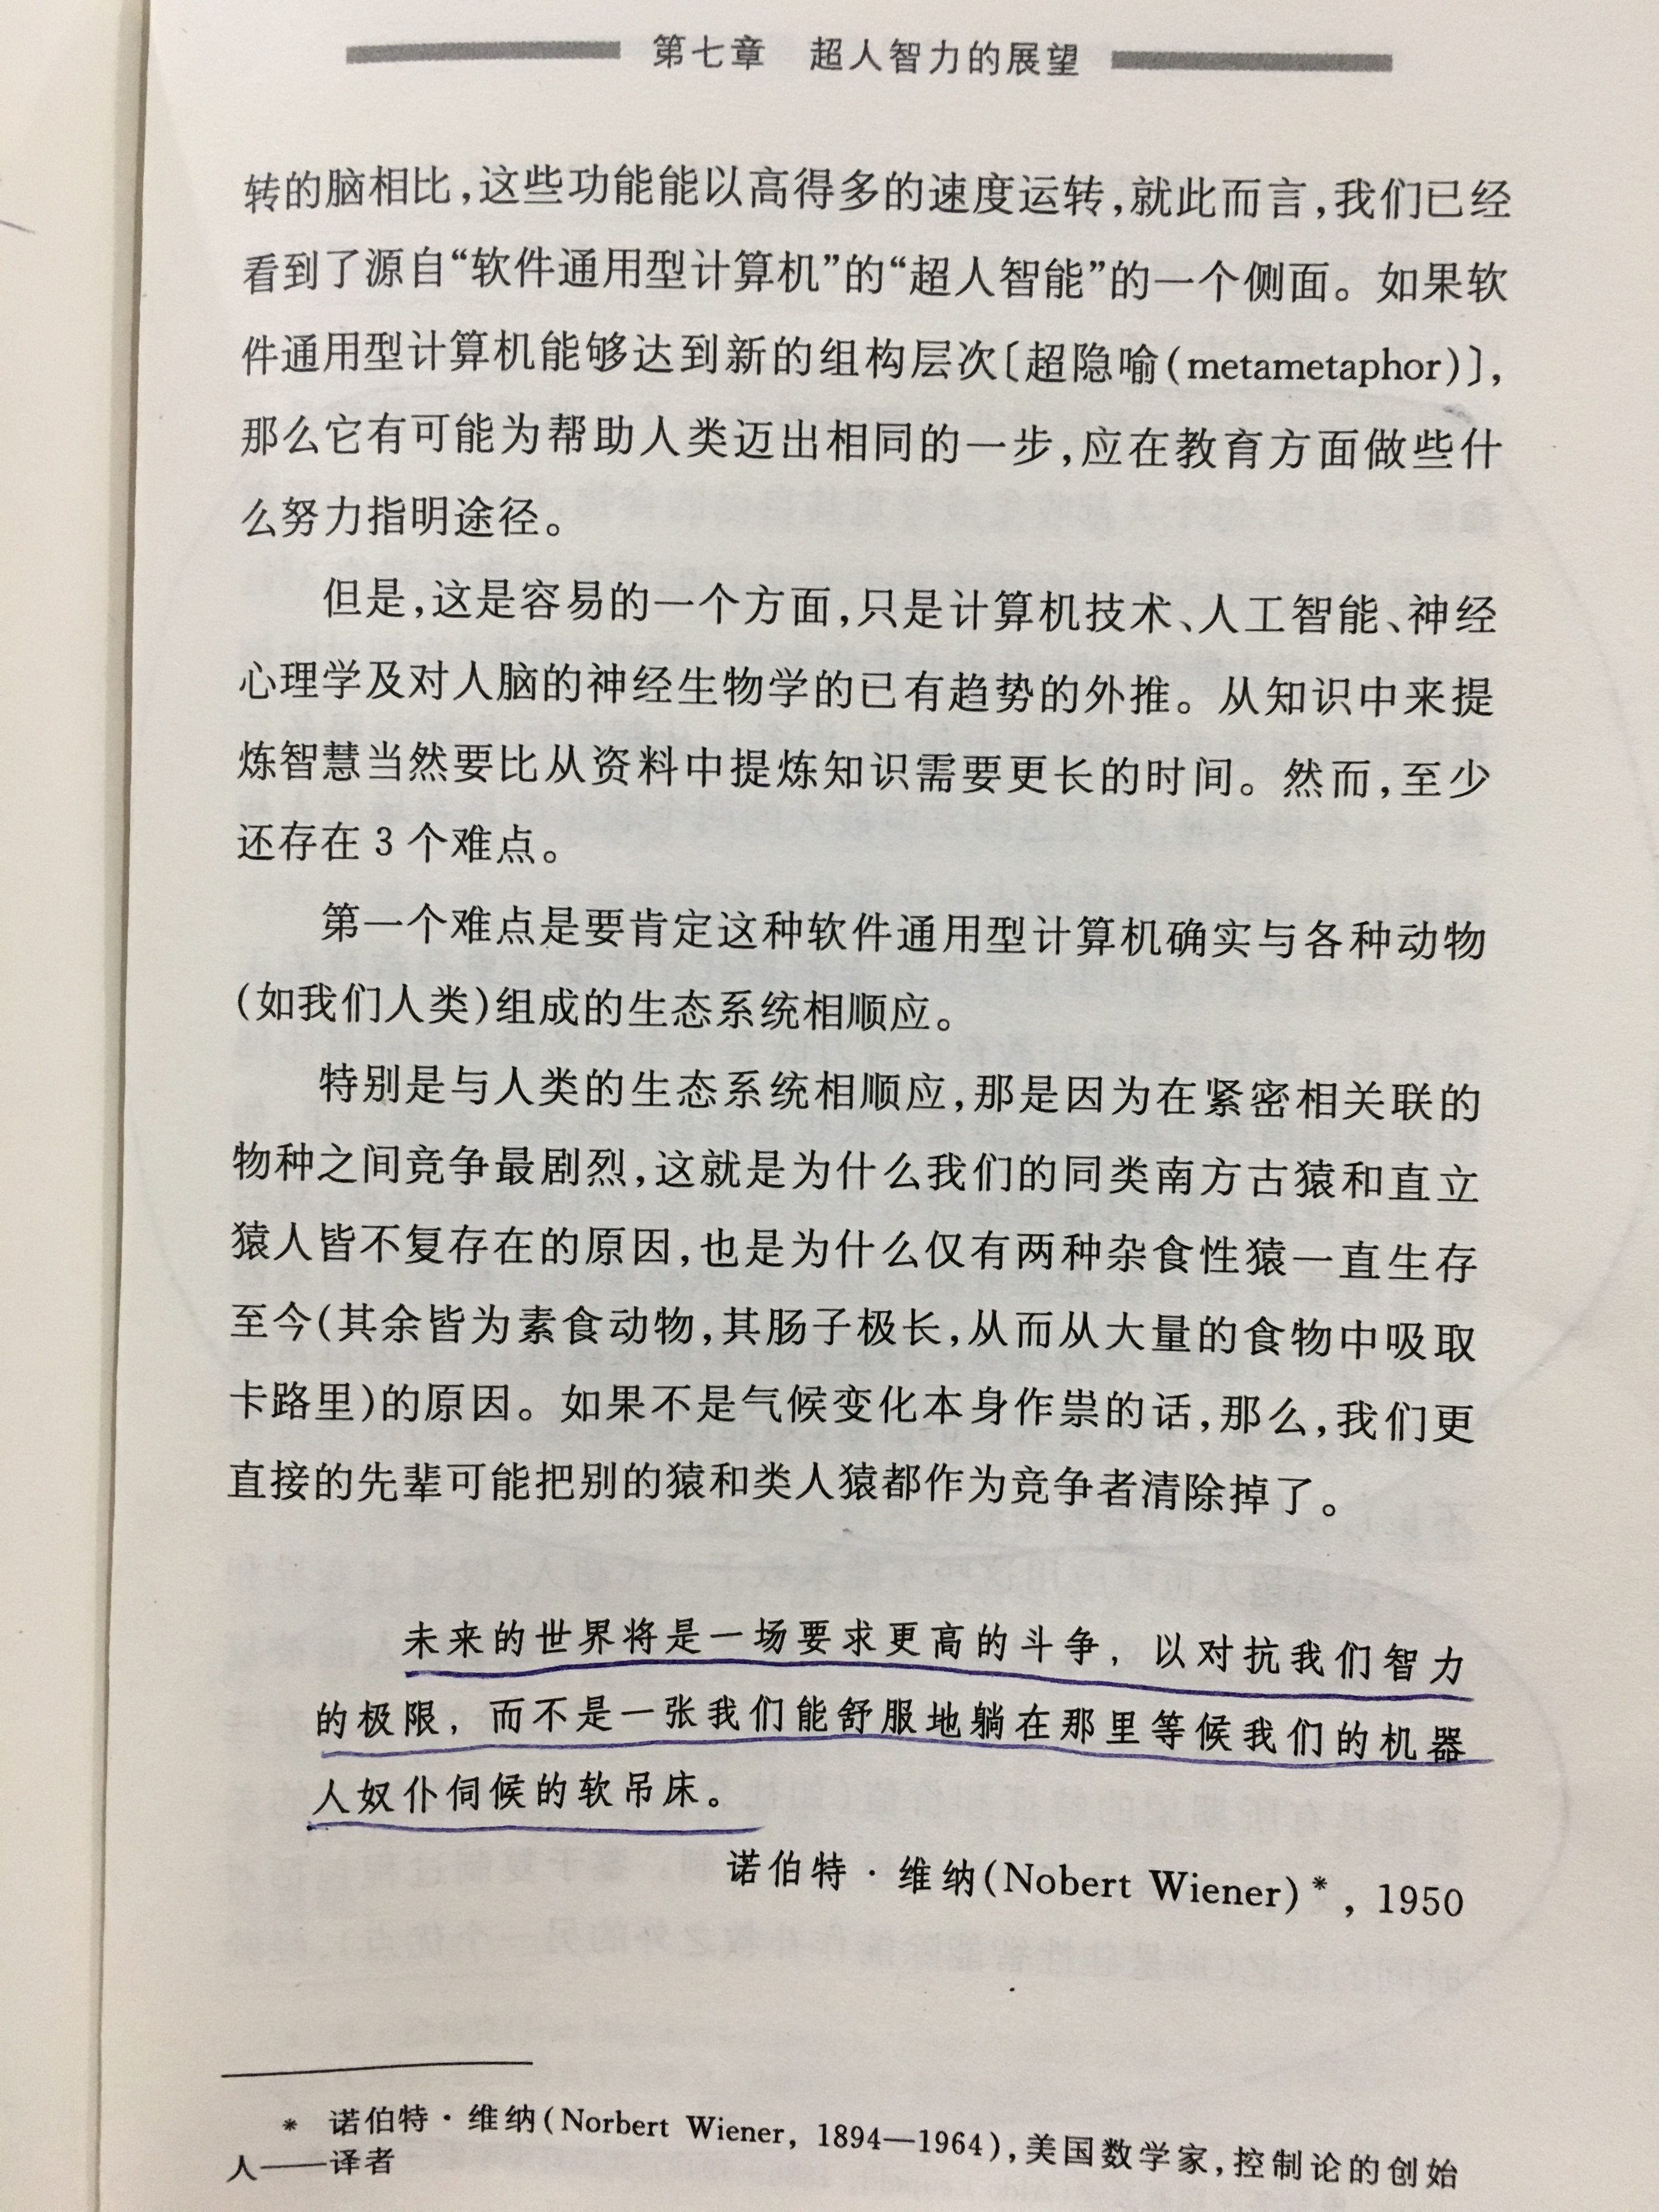 第七章 超人智力的展望
转的脑相比,这些功能能以高得多的速度运转,就此而言,我们已经
看到了源自“软件通用型计算机”的“超人智能”的一个侧面。如果软
件通用型计算机能够达到新的组构层次〔超隐喻(metametaphor)〕,
那么它有可能为帮助人类迈出相同的一步,应在教育方面做些什
么努力指明途径。
但是,这是容易的一个方面,只是计算机技术、人工智能、神经
心理学及对人脑的神经生物学的已有趋势的外推。从知识中来提
炼智慧当然要比从资料中提炼知识需要更长的时间。然而,至少
还存在 3 个难点。
第一个难点是要肯定这种软件通用型计算机确实与各种动物
(如我们人类)组成的生态系统相顺应。
特别是与人类的生态系统相顺应,那是因为在紧密相关联的
物种之间竞争最剧烈,这就是为什么我们的同类南方古猿和直立
猿人皆不复存在的原因,也是为什么仅有两种杂食性猿一直生存
至今(其余皆为素食动物,其肠子极长,从而从大量的食物中吸取
卡路里)的原因。如果不是气候变化本身作祟的话,那么,我们更
直接的先辈可能把别的猿和类人猿都作为竞争者清除掉了。
未来的世界将是一场要求更高的斗争,以对抗我们智力
的极限,而不是一张我们能舒服地躺在那里等候我们的机器
人奴仆伺候的软吊床。
诺伯特·维纳(Nobert Wiener)*,1950
* 诺伯特·维纳(Norbert Wiener, 1894—1964),美国数学家,控制论的创始
人——译者